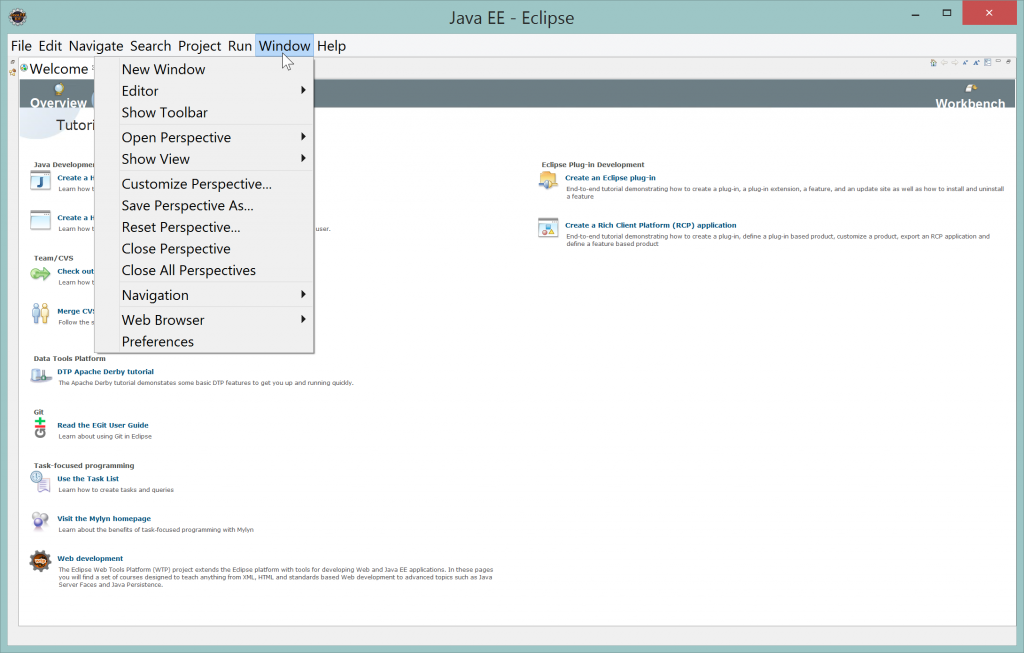 Java EE - Eclipse
File Edit Navigate Search Project Run Window Help
Welcome
New Window
Editor
Show Toolbar
Open Perspective
Show View
Customize Perspective...
Save Perspective As...
Reset Perspective...
Close Perspective
Close All Perspectives
Navigation
Web Browser
Preferences
Overview
Workbench
Tutori
Java Developme
Create a H
Learn how t
Create a H
Learn how t
user.
Team/CVS
Check out
Learn how t
Merge CVS
Follow the s
Data Tools Platform
DTP Apache Derby tutorial
The Apache Derby tutorial demonstates some basic DTP features to get you up and running quickly.
Git
Read the EGit User Guide
Learn about using Git in Eclipse
Task-focused programming
Use the Task List
Learn how to create tasks and queries
Visit the Mylyn homepage
Learn about the benefits of task-focused programming with Mylyn
Web development
The Eclipse Web Tools Platform (WTP) project extends the Eclipse platform with tools for developing Web and Java EE applications. In these pages
you will find a set of courses designed to teach anything from XML, HTML and standards based Web development to advanced topics such as Java
Server Faces and Java Persistence.
Eclipse Plug-in Development
Create an Eclipse plug-in
End-to-end tutorial demonstrating how to create a plug-in, a plug-in extension, a feature, and an update site as well as how to install and uninstall
a feature
Create a Rich Client Platform (RCP) application
End-to-end tutorial demonstrating how to create a plug-in, define a plug-in based product, customize a product, export an RCP application and
define a feature based product